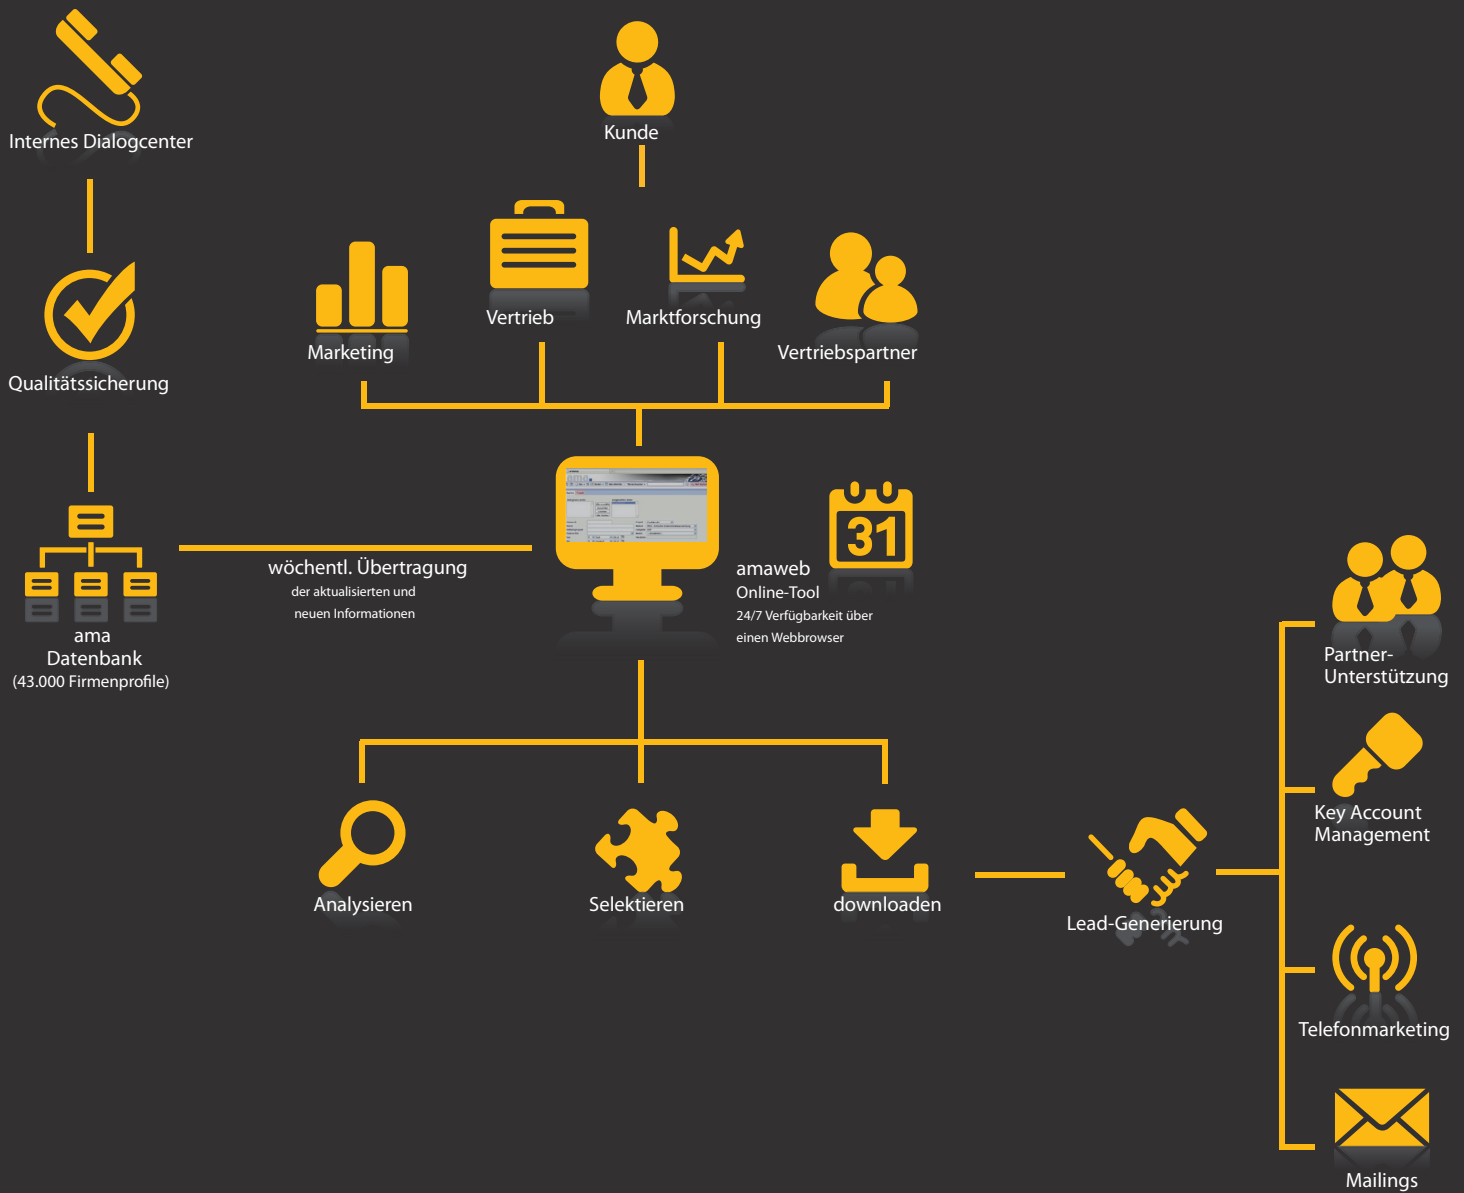 Internes Dialogcenter
Kunde
Qualitätssicherung
Marketing
Vertrieb
Marktforschung
Vertriebspartner
ama
Datenbank
(43.000 Firmenprofile)
wöchentl. Übertragung
der aktualisierten und
neuen Informationen
31
amaweb
Online-Tool
24/7 Verfügbarkeit über
einen Webbrowser
Analysieren
Selektieren
downloaden
Lead-Generierung
Partner-
Unterstützung
Key Account
Management
Telefonmarketing
Mailings